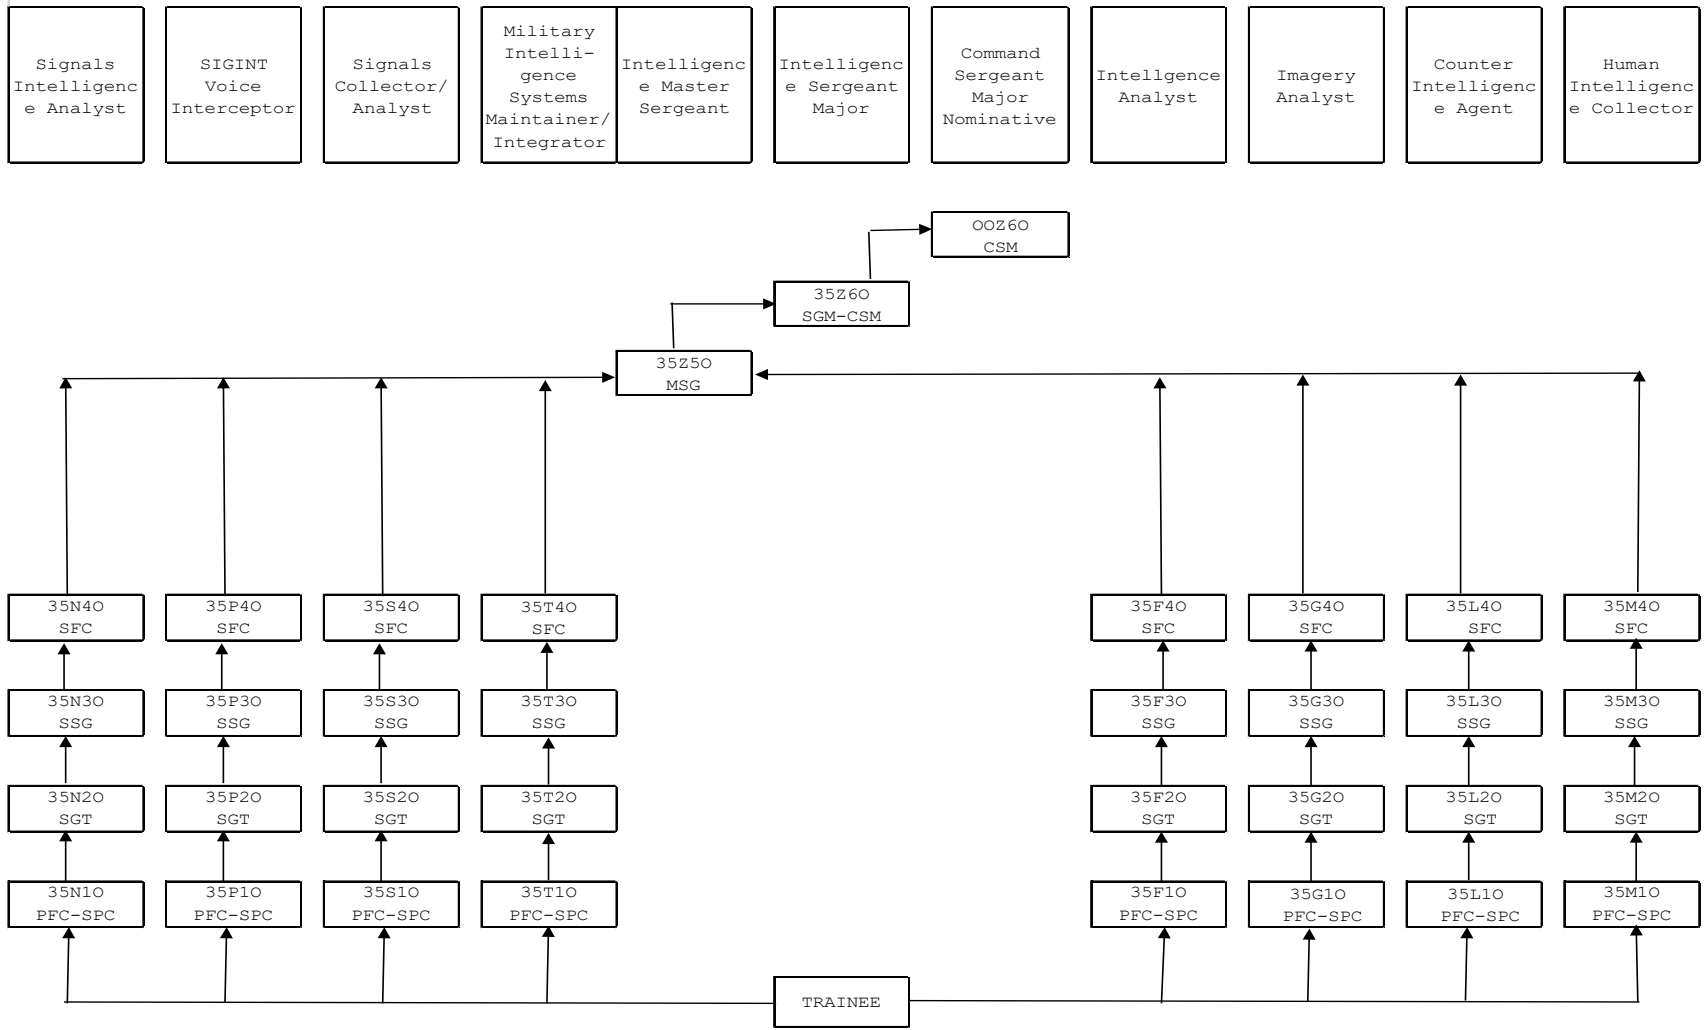 Signals
Intelligenc
e Analyst
SIGINT
Voice
Interceptor
Signals
Collector/
Analyst
Military
Intelli-
gence
Systems
Maintainer/
Integrator
Intelligenc
e Master
Sergeant
Intelligenc
e Sergeant
Major
Command
Sergeant
Major
Nominative
Intellgence
Analyst
Imagery
Analyst
Counter
Intelligenc
e Agent
Human
Intelligenc
e Collector
OOZ6O
CSM
35Z6O
SGM-CSM
35Z5O
MSG
35N4O
SFC
35P4O
SFC
35S4O
SFC
35T4O
SFC
35F4O
SFC
35G4O
SFC
35L4O
SFC
35M4O
SFC
35N3O
SSG
35P3O
SSG
35S3O
SSG
35T3O
SSG
35F3O
SSG
35G3O
SSG
35L3O
SSG
35M3O
SSG
35N2O
SGT
35P2O
SGT
35S2O
SGT
35T2O
SGT
35F2O
SGT
35G2O
SGT
35L2O
SGT
35M2O
SGT
35N1O
PFC-SPC
35P1O
PFC-SPC
35S1O
PFC-SPC
35T1O
PFC-SPC
35F1O
PFC-SPC
35G1O
PFC-SPC
35L1O
PFC-SPC
35M1O
PFC-SPC
TRAINEE